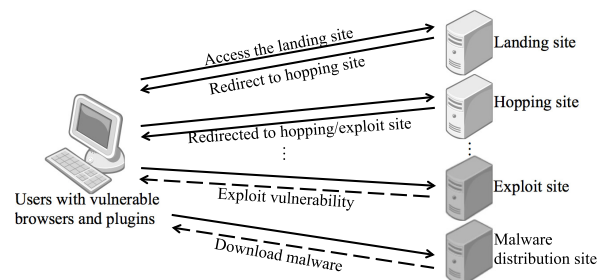 Access the landing site
Redirect to hopping site
Landing site
Hopping site
Redirected to hopping/exploit site
Exploit site
Exploit vulnerability
Users with vulnerable
browsers and plugins
Download malware
Malware
distribution site